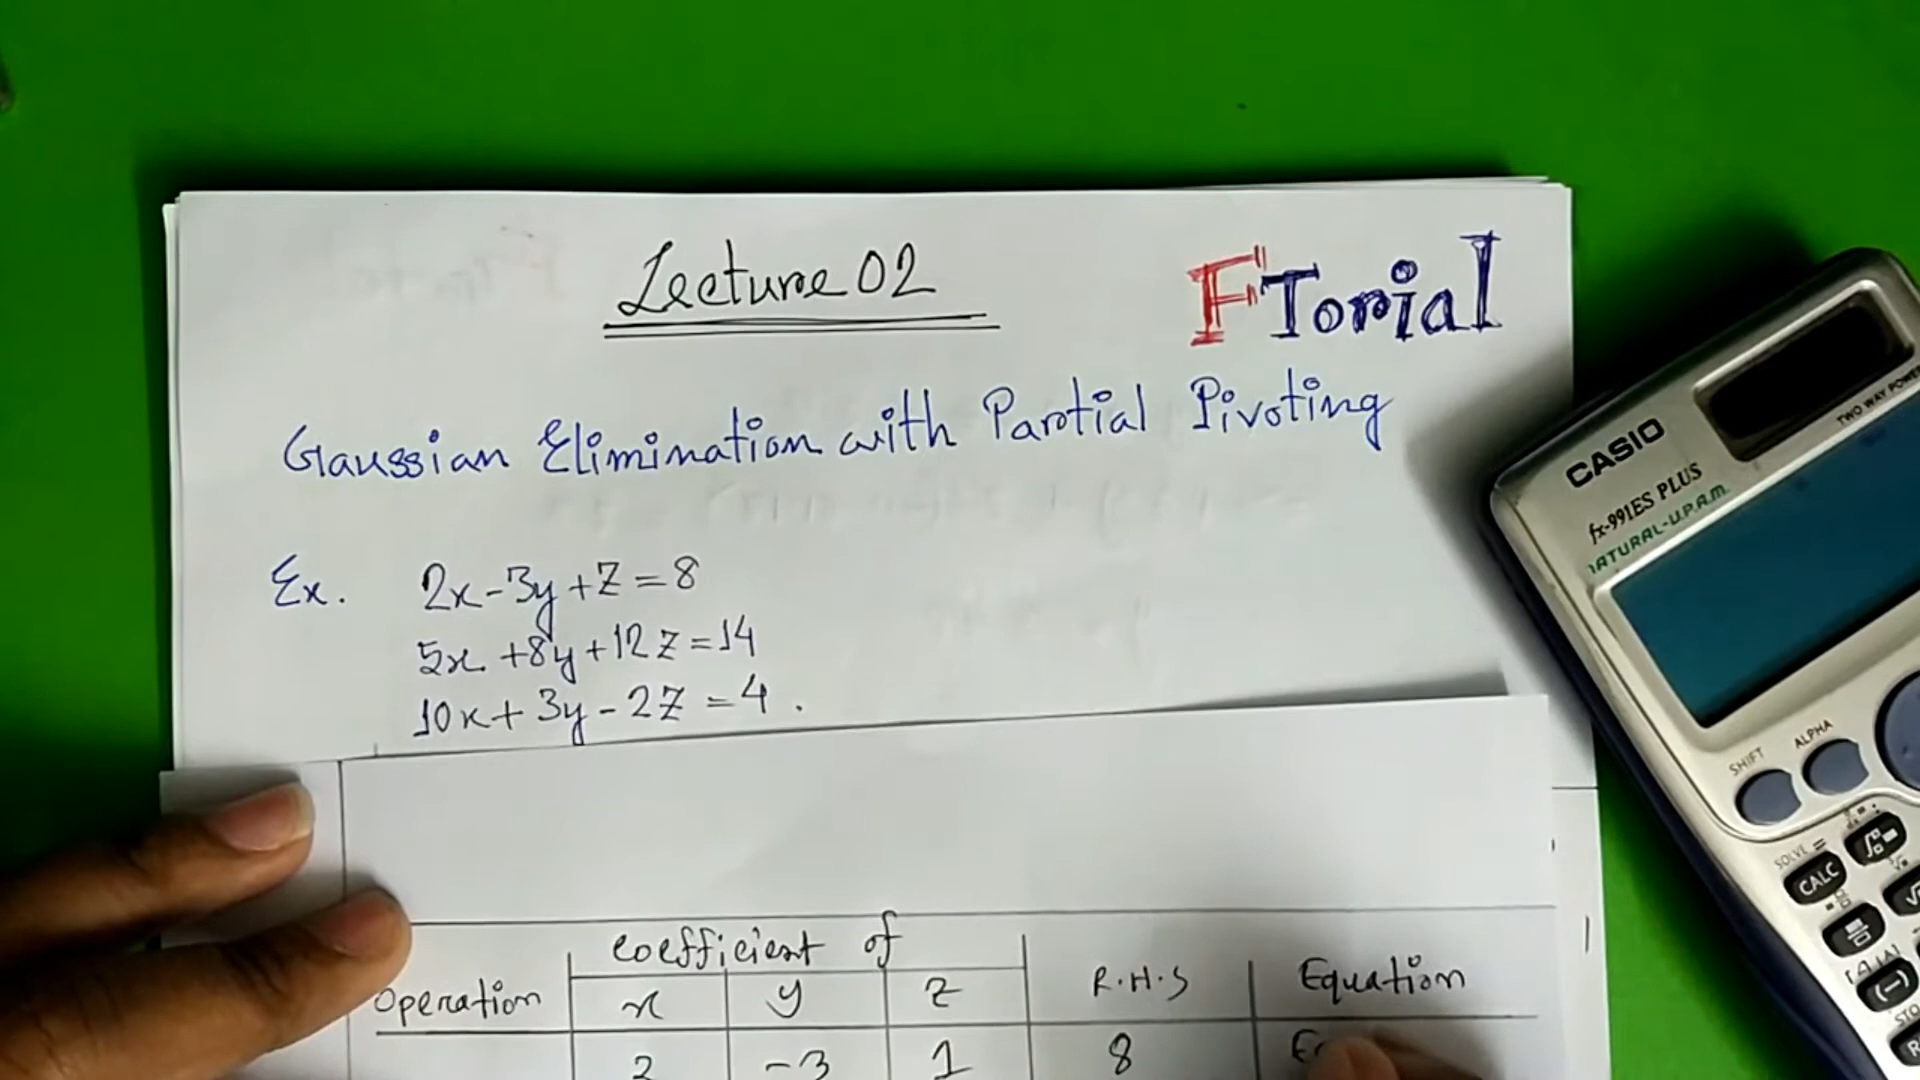 Lecture 02
FTorial
Gaussian Elimination with Partial Pivoting
Ex. 2x-3y+z=8
5x+8y+12z=14
10x+3y-2z=4.
coefficient of
Operation x y z R.H.S Equation
2 -3 1 8
CASIO
fx-991ES PLUS
NATURAL-V.P.A.M.
TWO WAY POWER
SHIFT ALPHA
SOLVE =
CALC
(-)
STO